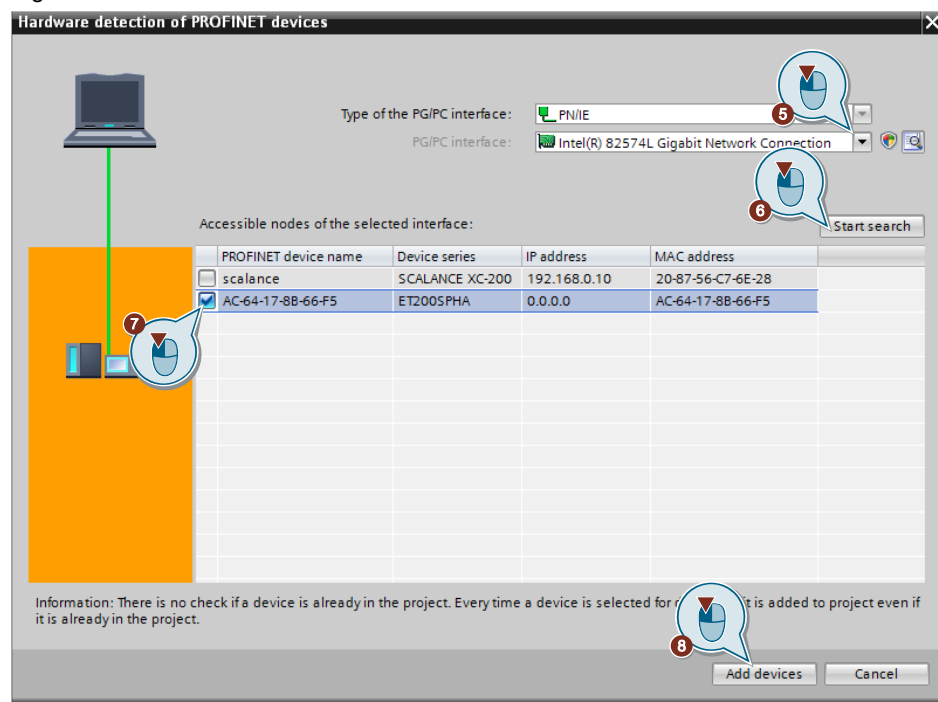 Hardware detection of PROFINET devices
Type of the PG/PC interface: PN/IE
5
PG/PC interface: Intel(R) 82574L Gigabit Network Connection
6
Accessible nodes of the selected interface: Start search
PROFINET device name Device series IP address MAC address
scalance SCALANCE XC-200 192.168.0.10 20-87-56-C7-6E-28
AC-64-17-8B-66-F5 ET200SPHA 0.0.0.0 AC-64-17-8B-66-F5
7
Information: There is no check if a device is already in the project. Every time a device is selected for it is added to project even if
it is already in the project.
8
Add devices Cancel